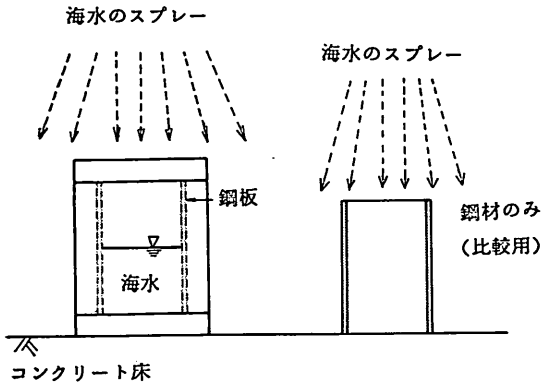 海水のスプレー
海水のスプレー
鋼板
鋼材のみ
(比較用)
海水
コンクリート床